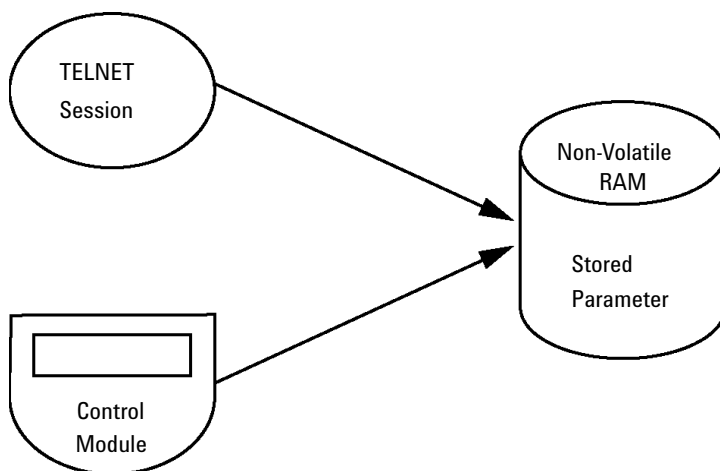 TELNET
Session
Non-Volatile
RAM
Stored
Parameter
Control
Module